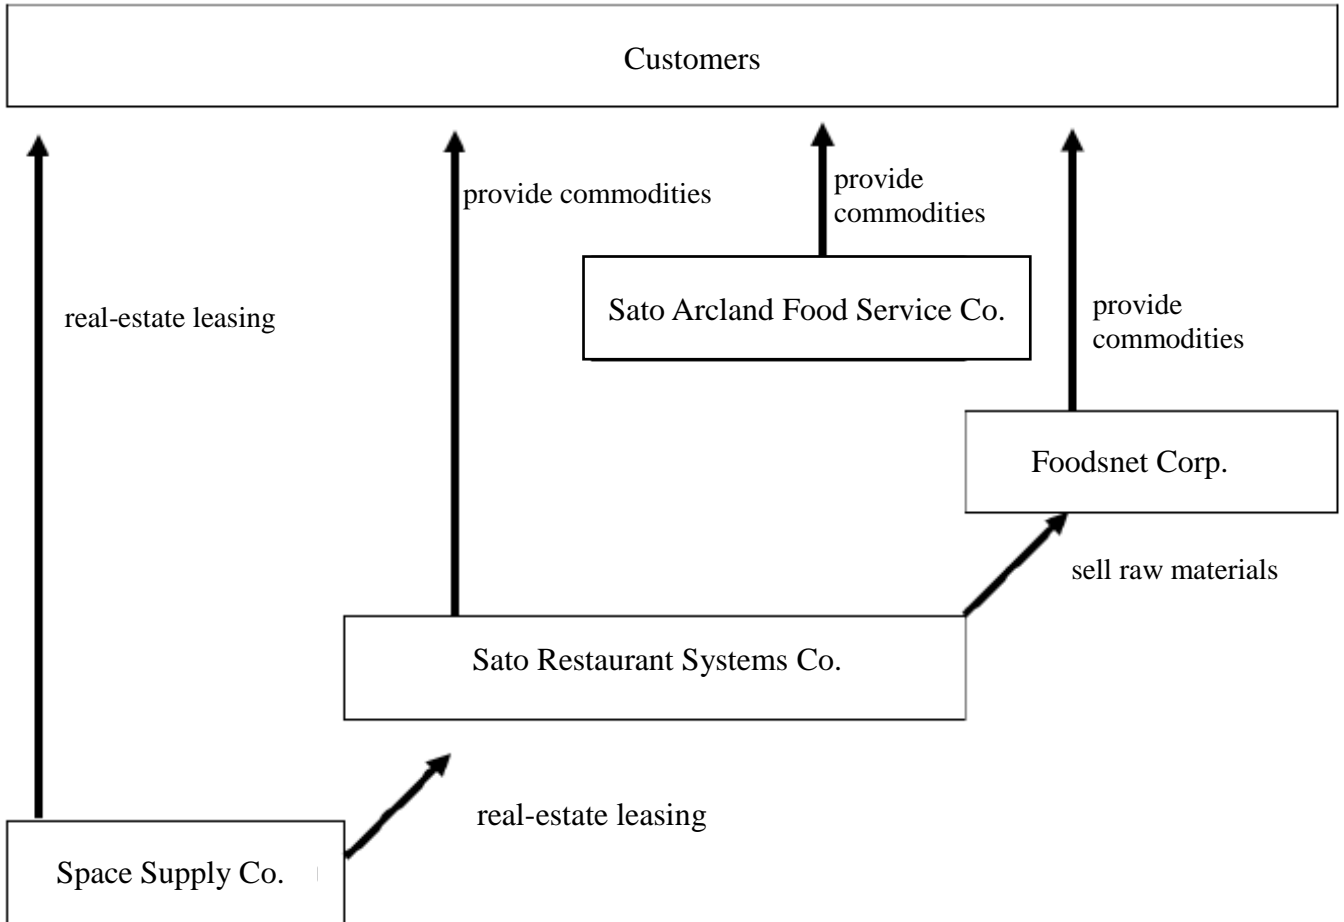 Customers
provide commodities
provide
commodities
real-estate leasing
Sato Arcland Food Service Co.
provide
commodities
Foodsnet Corp.
sell raw materials
Sato Restaurant Systems Co.
real-estate leasing
Space Supply Co.